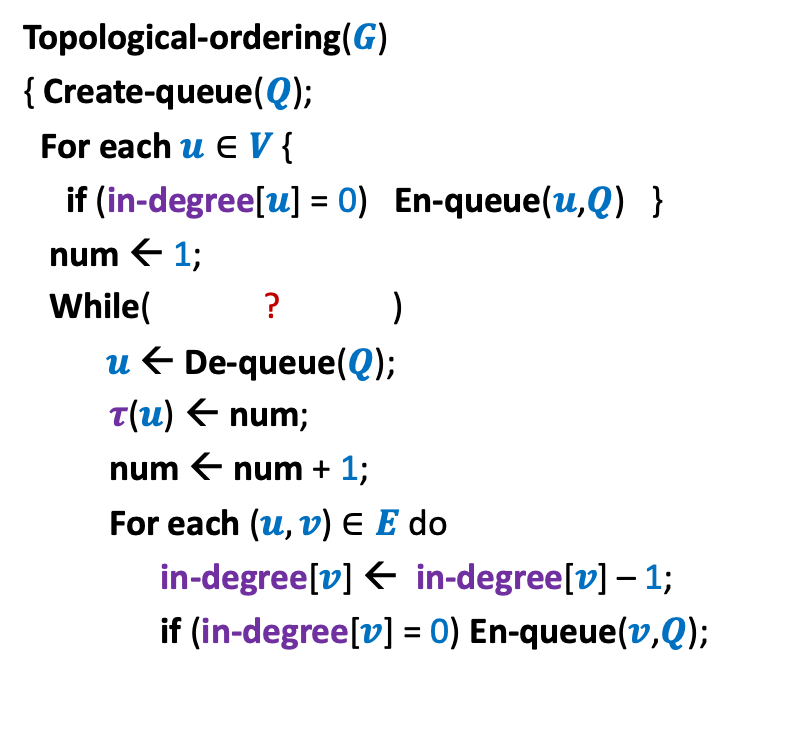 Topological-ordering(G)
{ Create-queue(Q);
For each u ∈ V {
if (in-degree[u] = 0) En-queue(u,Q) }
num ← 1;
While( ? )
u ← De-queue(Q);
τ(u) ← num;
num ← num + 1;
For each (u, v) ∈ E do
in-degree[v] ← in-degree[v] – 1;
if (in-degree[v] = 0) En-queue(v,Q);